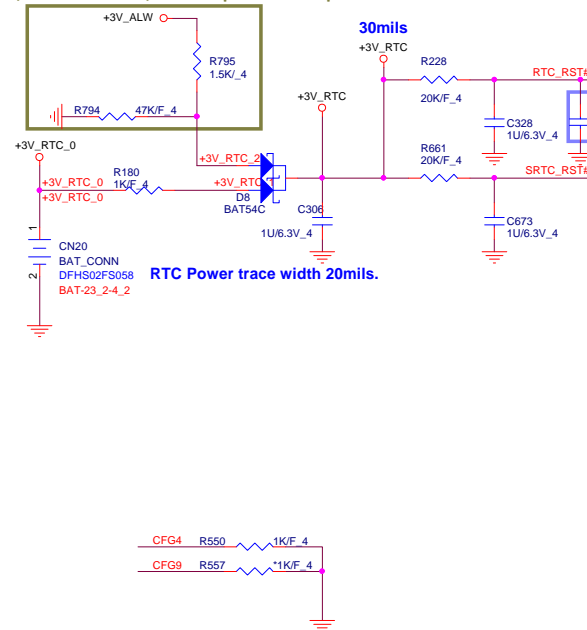 +3V_ALW
R795
1.5K/_4
R794 47K/F_4
30mils
+3V_RTC
R228
20K/F_4
RTC_RST#
+3V_RTC
C328
1U/6.3V_4
+3V_RTC_0
+3V_RTC_2
R661
20K/F_4
SRTC_RST#
R180
1K/F_4
+3V_RTC_0
+3V_RTC_0
+3V_RTC
D8
BAT54C
C306
1U/6.3V_4
C673
1U/6.3V_4
1
2
CN20
BAT_CONN
DFHS02FS058
BAT-23_2-4_2
RTC Power trace width 20mils.
CFG4 R550 1K/F_4
CFG9 R557 *1K/F_4